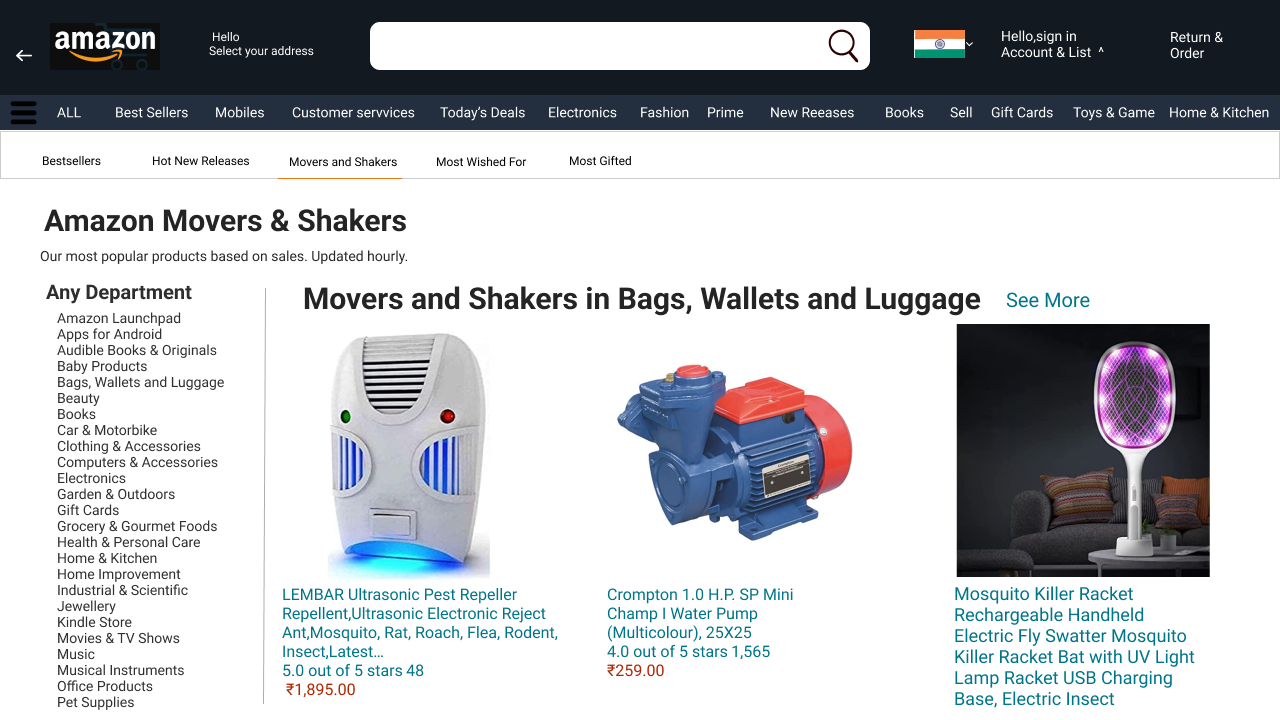 amazon
Hello
Select your address
Hello,sign in
Account & List ^
Return &
Order
ALL Best Sellers Mobiles Customer servvices Today's Deals Electronics Fashion Prime New Reeases Books Sell Gift Cards Toys & Game Home & Kitchen
Bestsellers Hot New Releases Movers and Shakers Most Wished For Most Gifted
Amazon Movers & Shakers
Our most popular products based on sales. Updated hourly.
Any Department
Amazon Launchpad
Apps for Android
Audible Books & Originals
Baby Products
Bags, Wallets and Luggage
Beauty
Books
Car & Motorbike
Clothing & Accessories
Computers & Accessories
Electronics
Garden & Outdoors
Gift Cards
Grocery & Gourmet Foods
Health & Personal Care
Home & Kitchen
Home Improvement
Industrial & Scientific
Jewellery
Kindle Store
Movies & TV Shows
Music
Musical Instruments
Office Products
Pet Supplies
Movers and Shakers in Bags, Wallets and Luggage See More
LEMBAR Ultrasonic Pest Repeller
Repellent,Ultrasonic Electronic Reject
Ant,Mosquito, Rat, Roach, Flea, Rodent,
Insect,Latest...
5.0 out of 5 stars 48
₹1,895.00
Crompton 1.0 H.P. SP Mini
Champ I Water Pump
(Multicolour), 25X25
4.0 out of 5 stars 1,565
₹259.00
Mosquito Killer Racket
Rechargeable Handheld
Electric Fly Swatter Mosquito
Killer Racket Bat with UV Light
Lamp Racket USB Charging
Base, Electric Insect